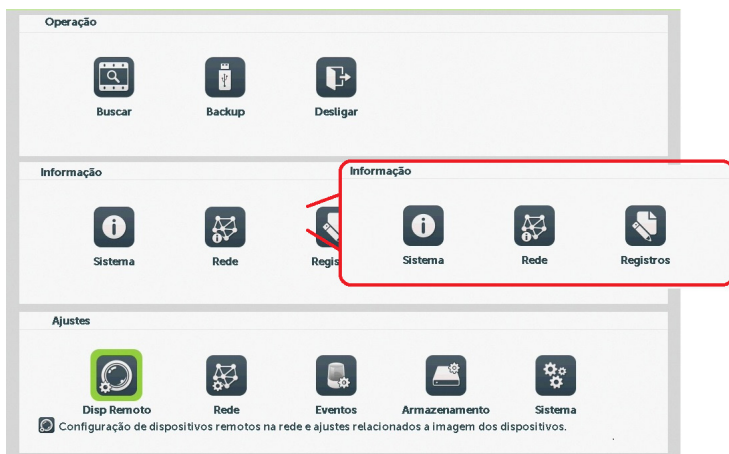 Operação
Buscar Backup Desligar
Informação
Sistema Rede Regis
Informação
Sistema Rede Registros
Ajustes
Disp Remoto Rede Eventos Armazenamento Sistema
Configuração de dispositivos remotos na rede e ajustes relacionados a imagem dos dispositivos.